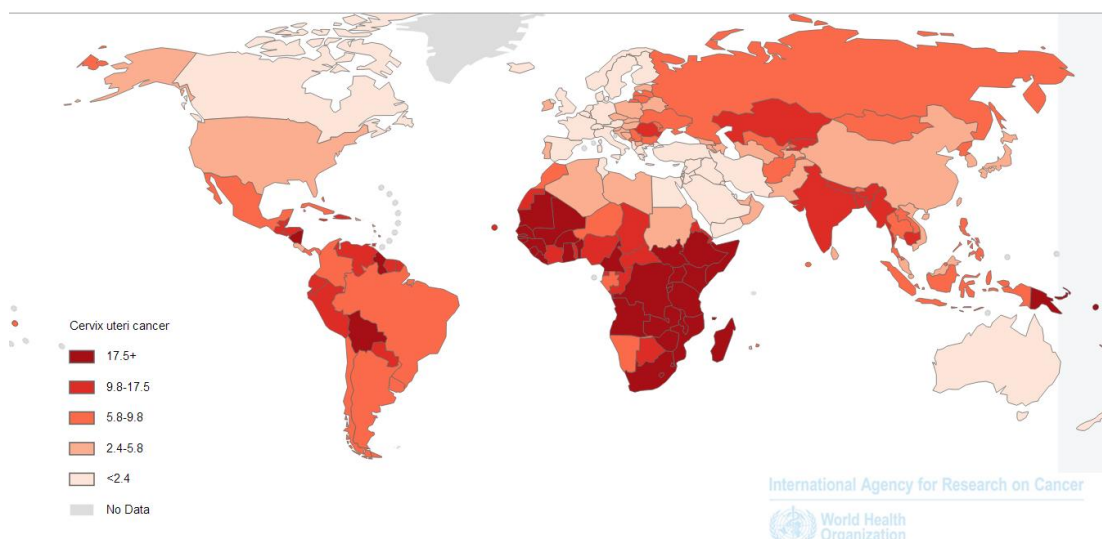 Cervix uteri cancer
17.5+
9.8-17.5
5.8-9.8
2.4-5.8
<2.4
No Data
International Agency for Research on Cancer
World Health
Organization